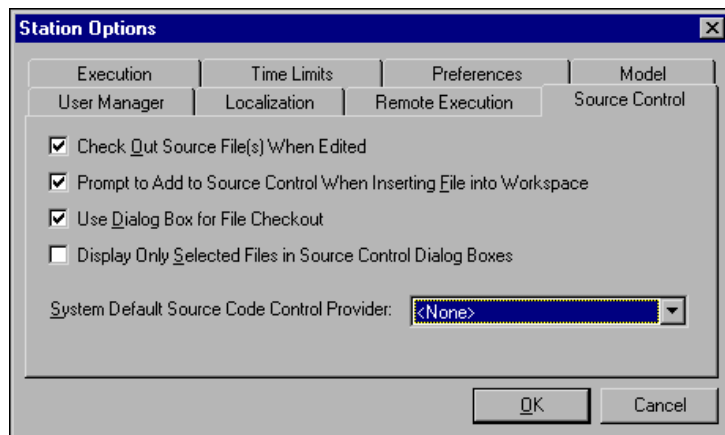 Station Options
Execution Time Limits Preferences Model
User Manager Localization Remote Execution Source Control
Check Out Source File(s) When Edited
Prompt to Add to Source Control When Inserting File into Workspace
Use Dialog Box for File Checkout
Display Only Selected Files in Source Control Dialog Boxes
System Default Source Code Control Provider: <None>
OK Cancel